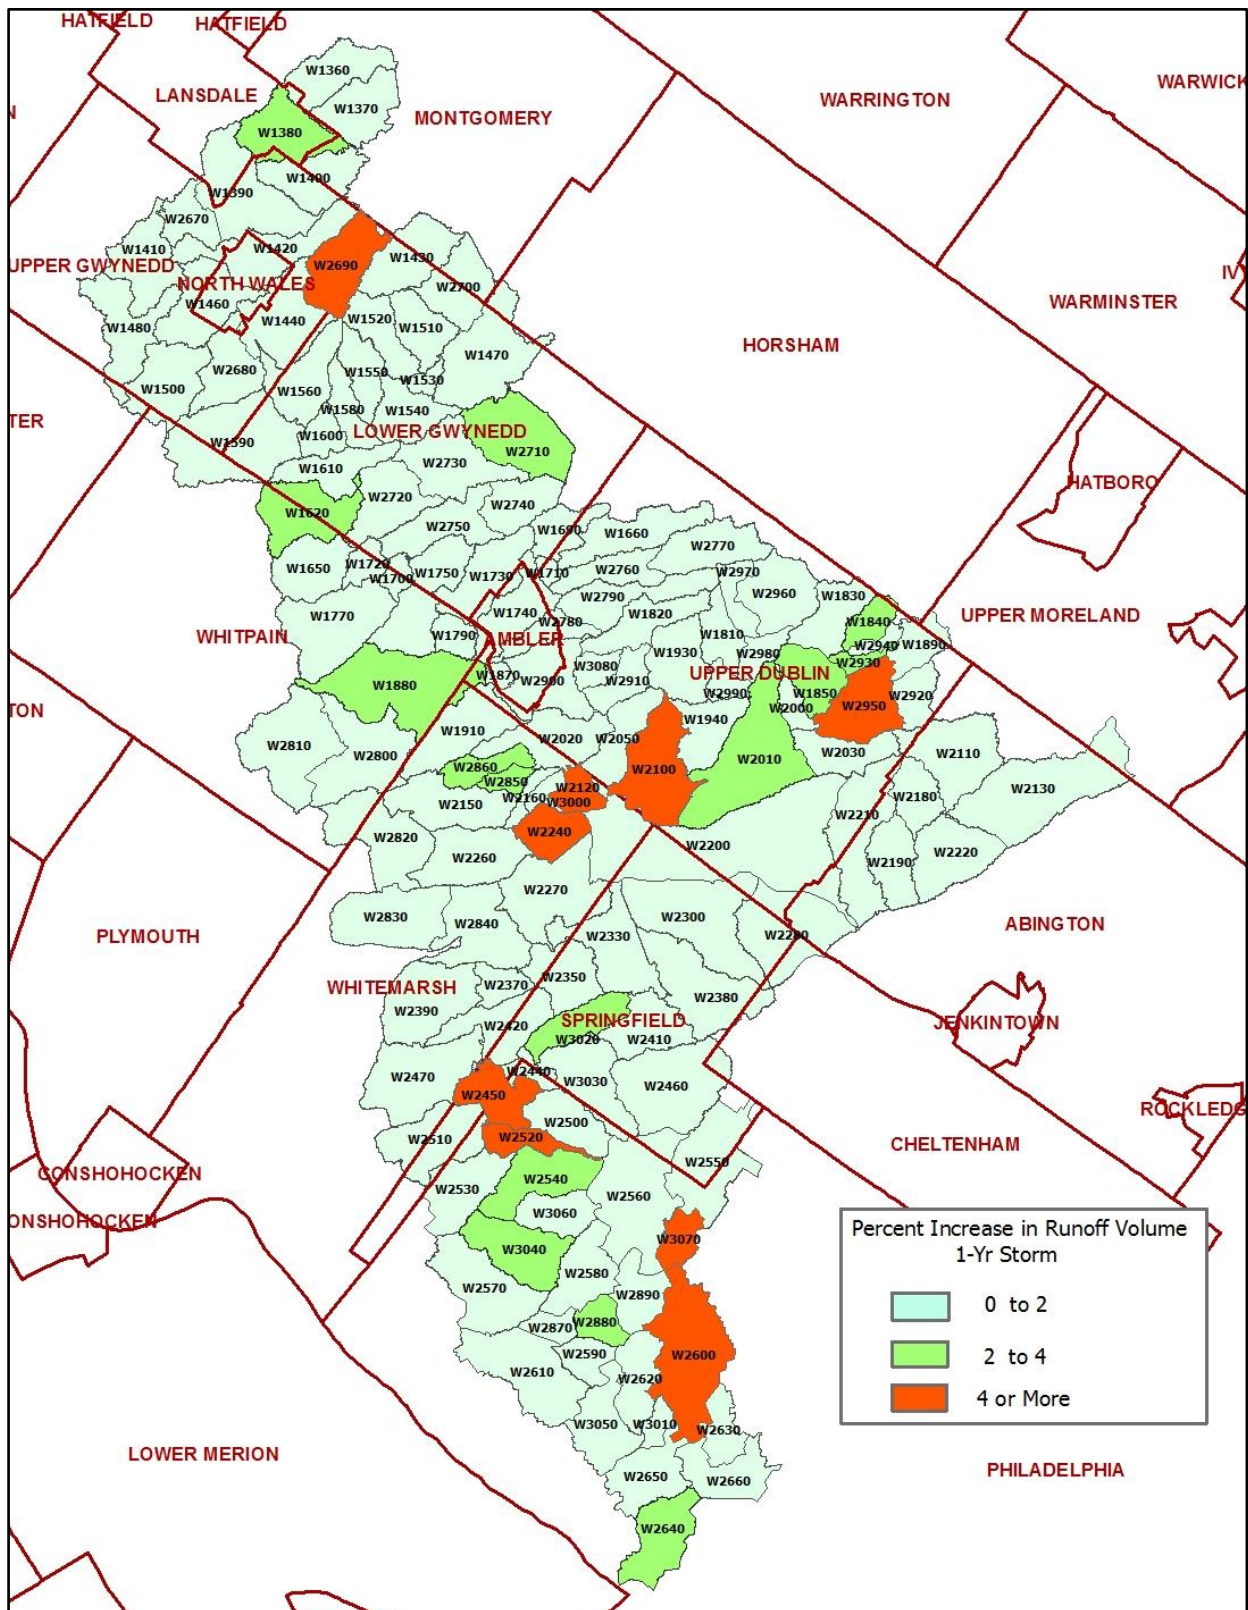 HATFIELD
HATFIELD
W1360
LANSDALE
W1370
MONTGOMERY
WARRINGTON
WARWICK
N
W1380
W1400
W1390
W2670
W1410
W1420
UPPER GWYNEDD
W2690
W1430
NORTH WALES
W2700
IV
WARMINSTER
W1460
W1480
W1440
W1520
W1510
HORSHAM
W1470
W2680
W1550
W1530
W1500
W1560
W1580
W1540
TER
W1590
W1600
LOWER GWYNEDD
W2710
W1610
W2730
HATBORO
W2720
W2740
W1620
W2750
W1690
W1660
W2770
W1650
W1720
W1700
W1750
W1730
W1710
W2760
W2970
W2960
W1830
W2790
W1770
W1740
W2780
W1820
W1840
UPPER MORELAND
WHITPAIN
W1790
AMBLER
W1810
W2940
W1890
W1930
W2980
W2930
W3080
W1880
W1870
W2900
W2910
UPPER DUBLIN
W2990
W1850
W2920
TON
W2000
W2950
W1940
W1910
W2810
W2800
W2020
W2050
W2030
W2110
W2860
W2850
W2100
W2010
W2120
W2130
W2150
W2160
W3000
W2180
W2210
W2820
W2240
W2200
W2260
W2190
W2220
W2270
W2830
W2840
W2300
ABINGTON
PLYMOUTH
W2330
W2280
WHITEMARSH
W2370
W2350
W2380
W2390
W2420
SPRINGFIELD
JENKINTOWN
W3020
W2410
W2440
W2470
W3030
W2460
W2450
ROCKLEDG
W2500
W2510
W2520
CHELTENHAM
W2550
CONSHOHOCKEN
W2540
W2530
W2560
W3060
ONSHOHOCKEN
Percent Increase in Runoff Volume
1-Yr Storm
W3070
W3040
W2580
W2570
W2890
0 to 2
W2880
W2870
W2590
W2600
2 to 4
W2610
W2620
4 or More
W3050
W3010
W2630
LOWER MERION
PHILADELPHIA
W2650
W2660
W2640